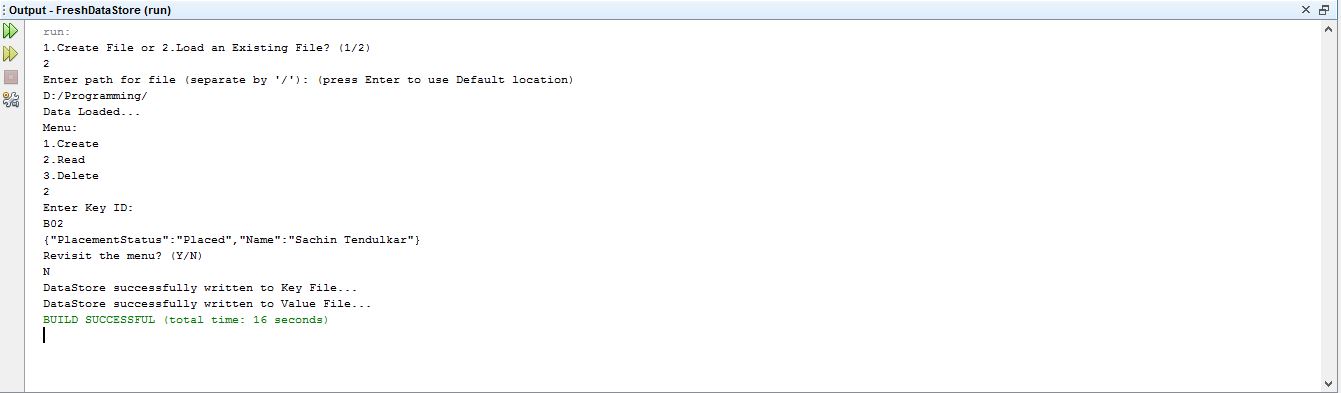 Output - FreshDataStore (run)
run:
1.Create File or 2.Load an Existing File? (1/2)
2
Enter path for file (separate by '/'): (press Enter to use Default location)
D:/Programming/
Data Loaded...
Menu:
1.Create
2.Read
3.Delete
2
Enter Key ID:
B02
{"PlacementStatus":"Placed","Name":"Sachin Tendulkar"}
Revisit the menu? (Y/N)
N
DataStore successfully written to Key File...
DataStore successfully written to Value File...
BUILD SUCCESSFUL (total time: 16 seconds)